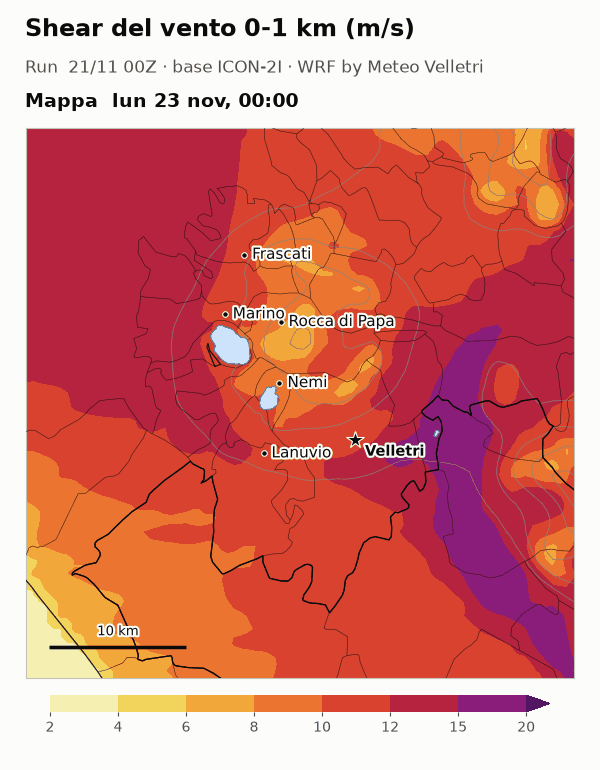 Shear del vento 0-1 km (m/s)
Run  21/11 00Z · base ICON-2I · WRF by Meteo Velletri
Mappa  lun 23 nov, 00:00
Frascati
Marino
Rocca di Papa
Nemi
Lanuvio
Velletri
10 km
2 4 6 8 10 12 15 20